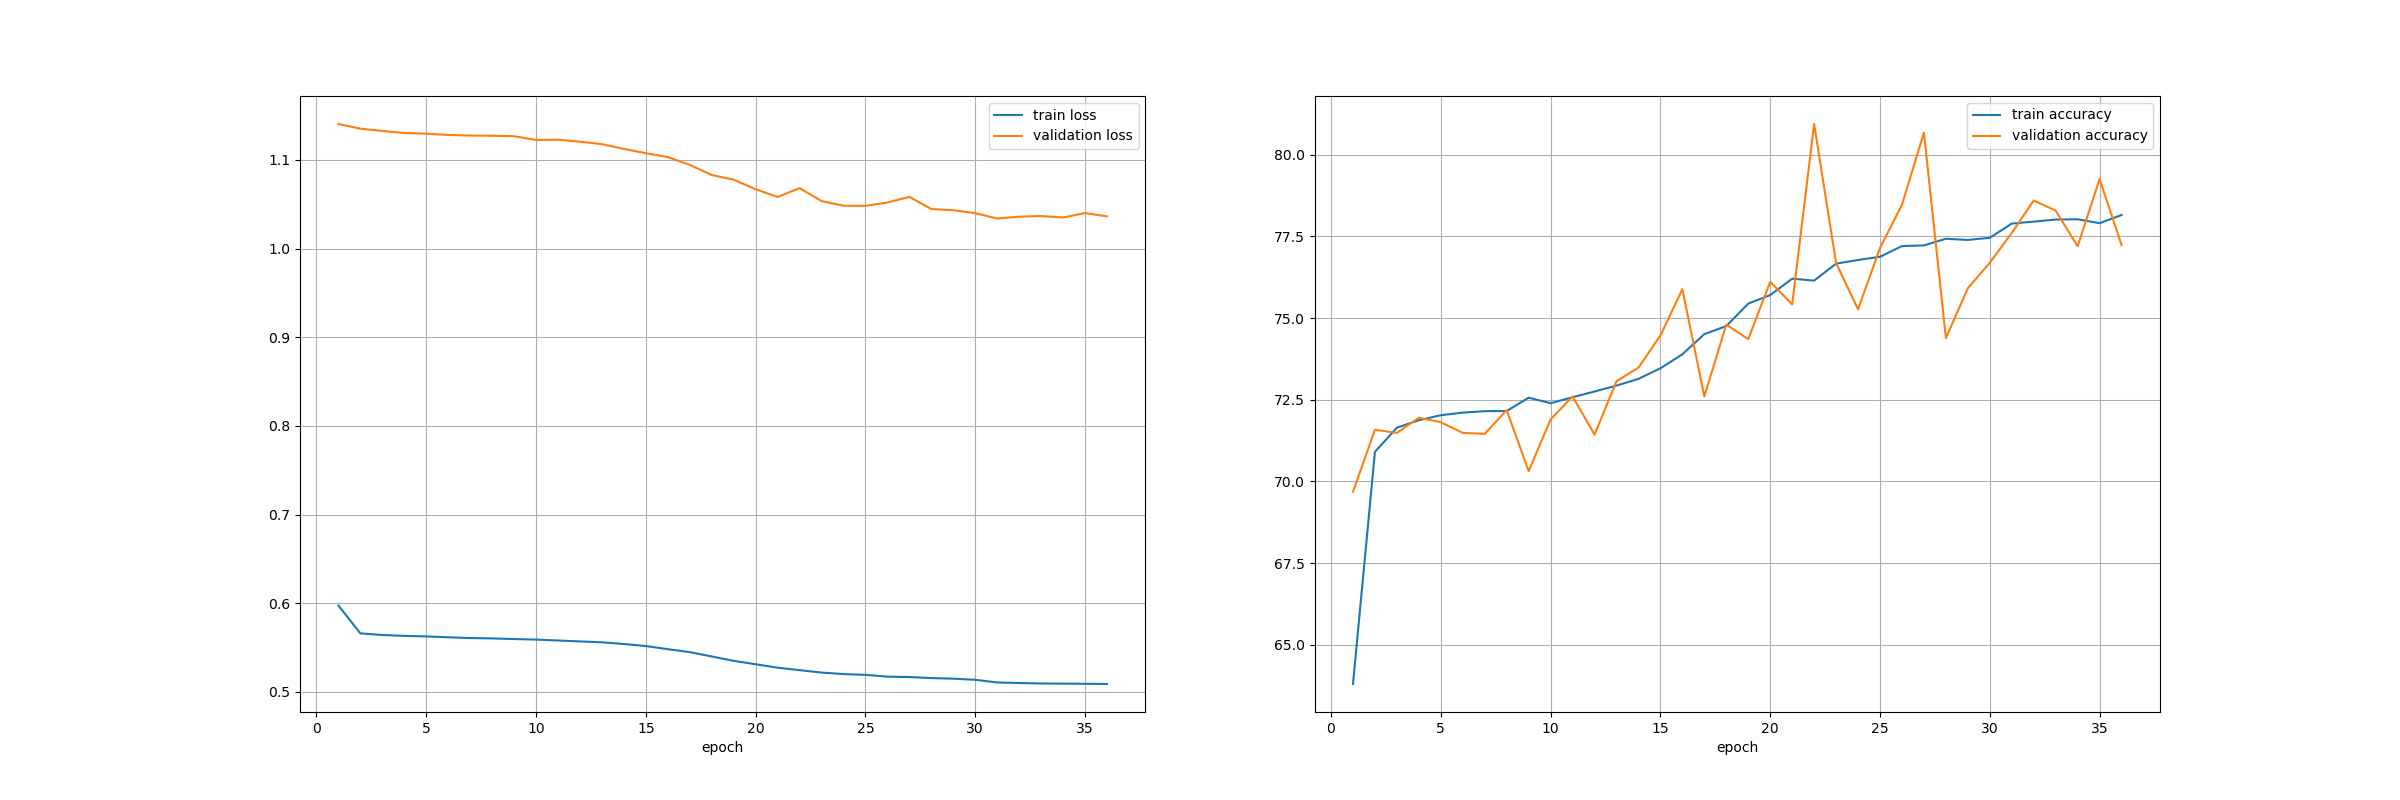 train loss
validation loss
1.1
1.0
0.9
0.8
0.7
0.6
0.5
0 5 10 15 20 25 30 35
epoch
train accuracy
validation accuracy
80.0
77.5
75.0
72.5
70.0
67.5
65.0
0 5 10 15 20 25 30 35
epoch